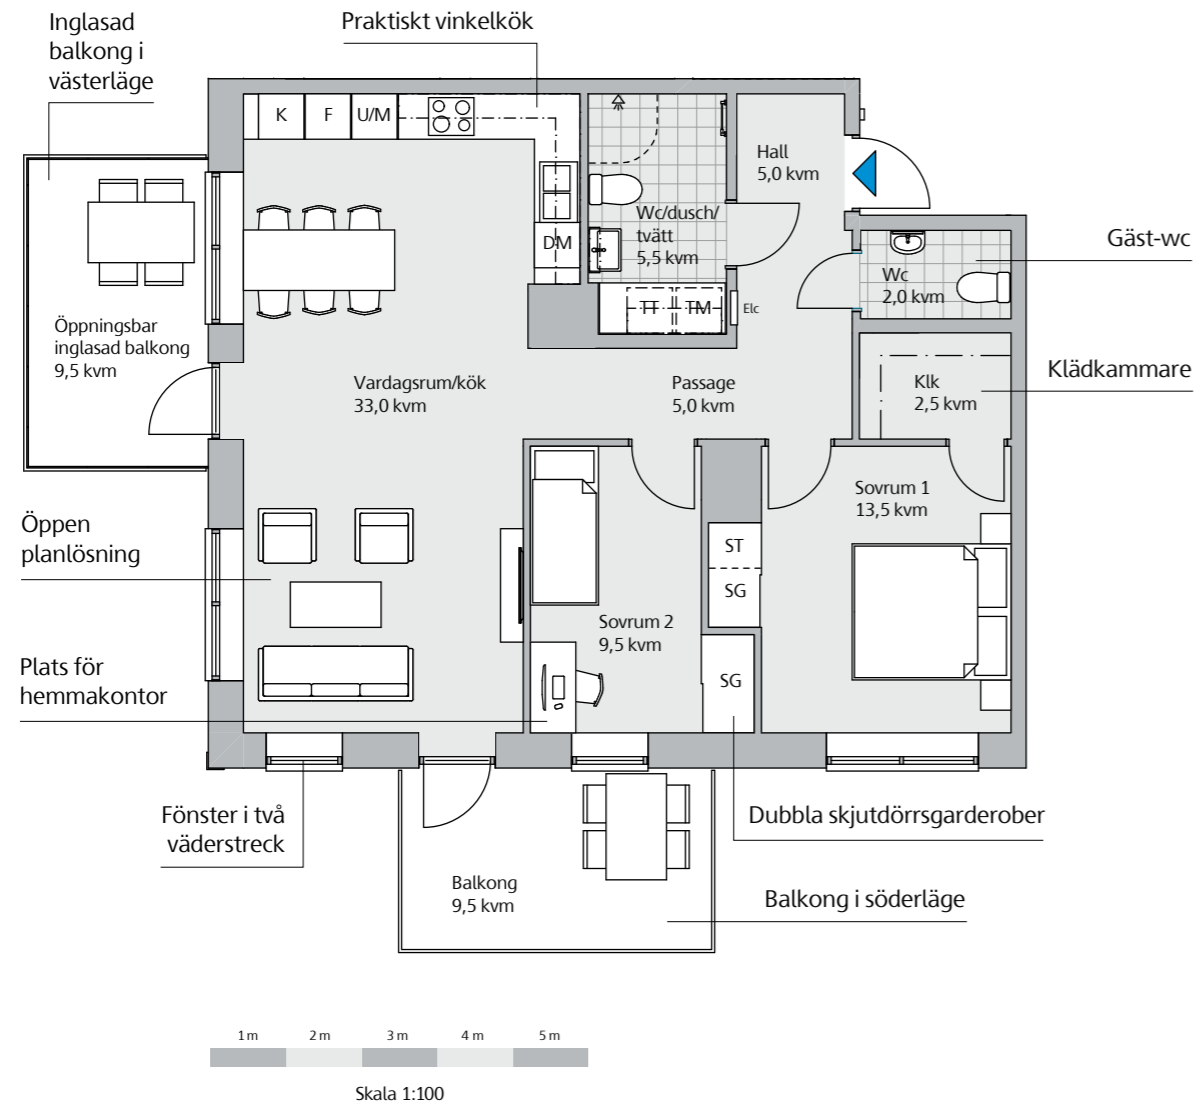 Inglasad
balkong i
västerläge
Praktiskt vinkelkök
K
F
U/M
DM
Hall
5,0 kvm
Wc/dusch/
tvätt
5,5 kvm
TT
TM
Elc
Wc
2,0 kvm
Gäst-wc
Öppningsbar
inglasad balkong
9,5 kvm
Vardagsrum/kök
33,0 kvm
Passage
5,0 kvm
Klk
2,5 kvm
Klädkammare
Öppen
planlösning
Sovrum 1
13,5 kvm
ST
SG
Sovrum 2
9,5 kvm
SG
Plats för
hemmakontor
Fönster i två
väderstreck
Dubbla skjutdörrsgarderober
Balkong
9,5 kvm
Balkong i söderläge
1 m 2 m 3 m 4 m 5 m
Skala 1:100